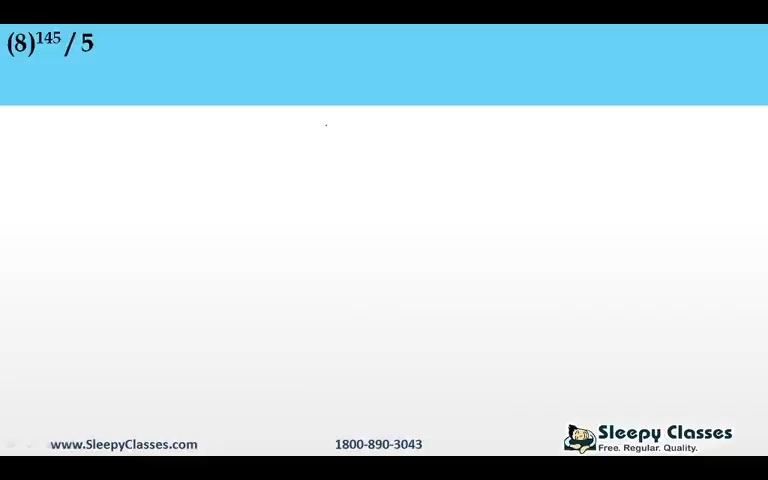 (8)¹⁴⁵ / 5
www.SleepyClasses.com
1800-890-3043
Sleepy Classes
Free. Regular. Quality.